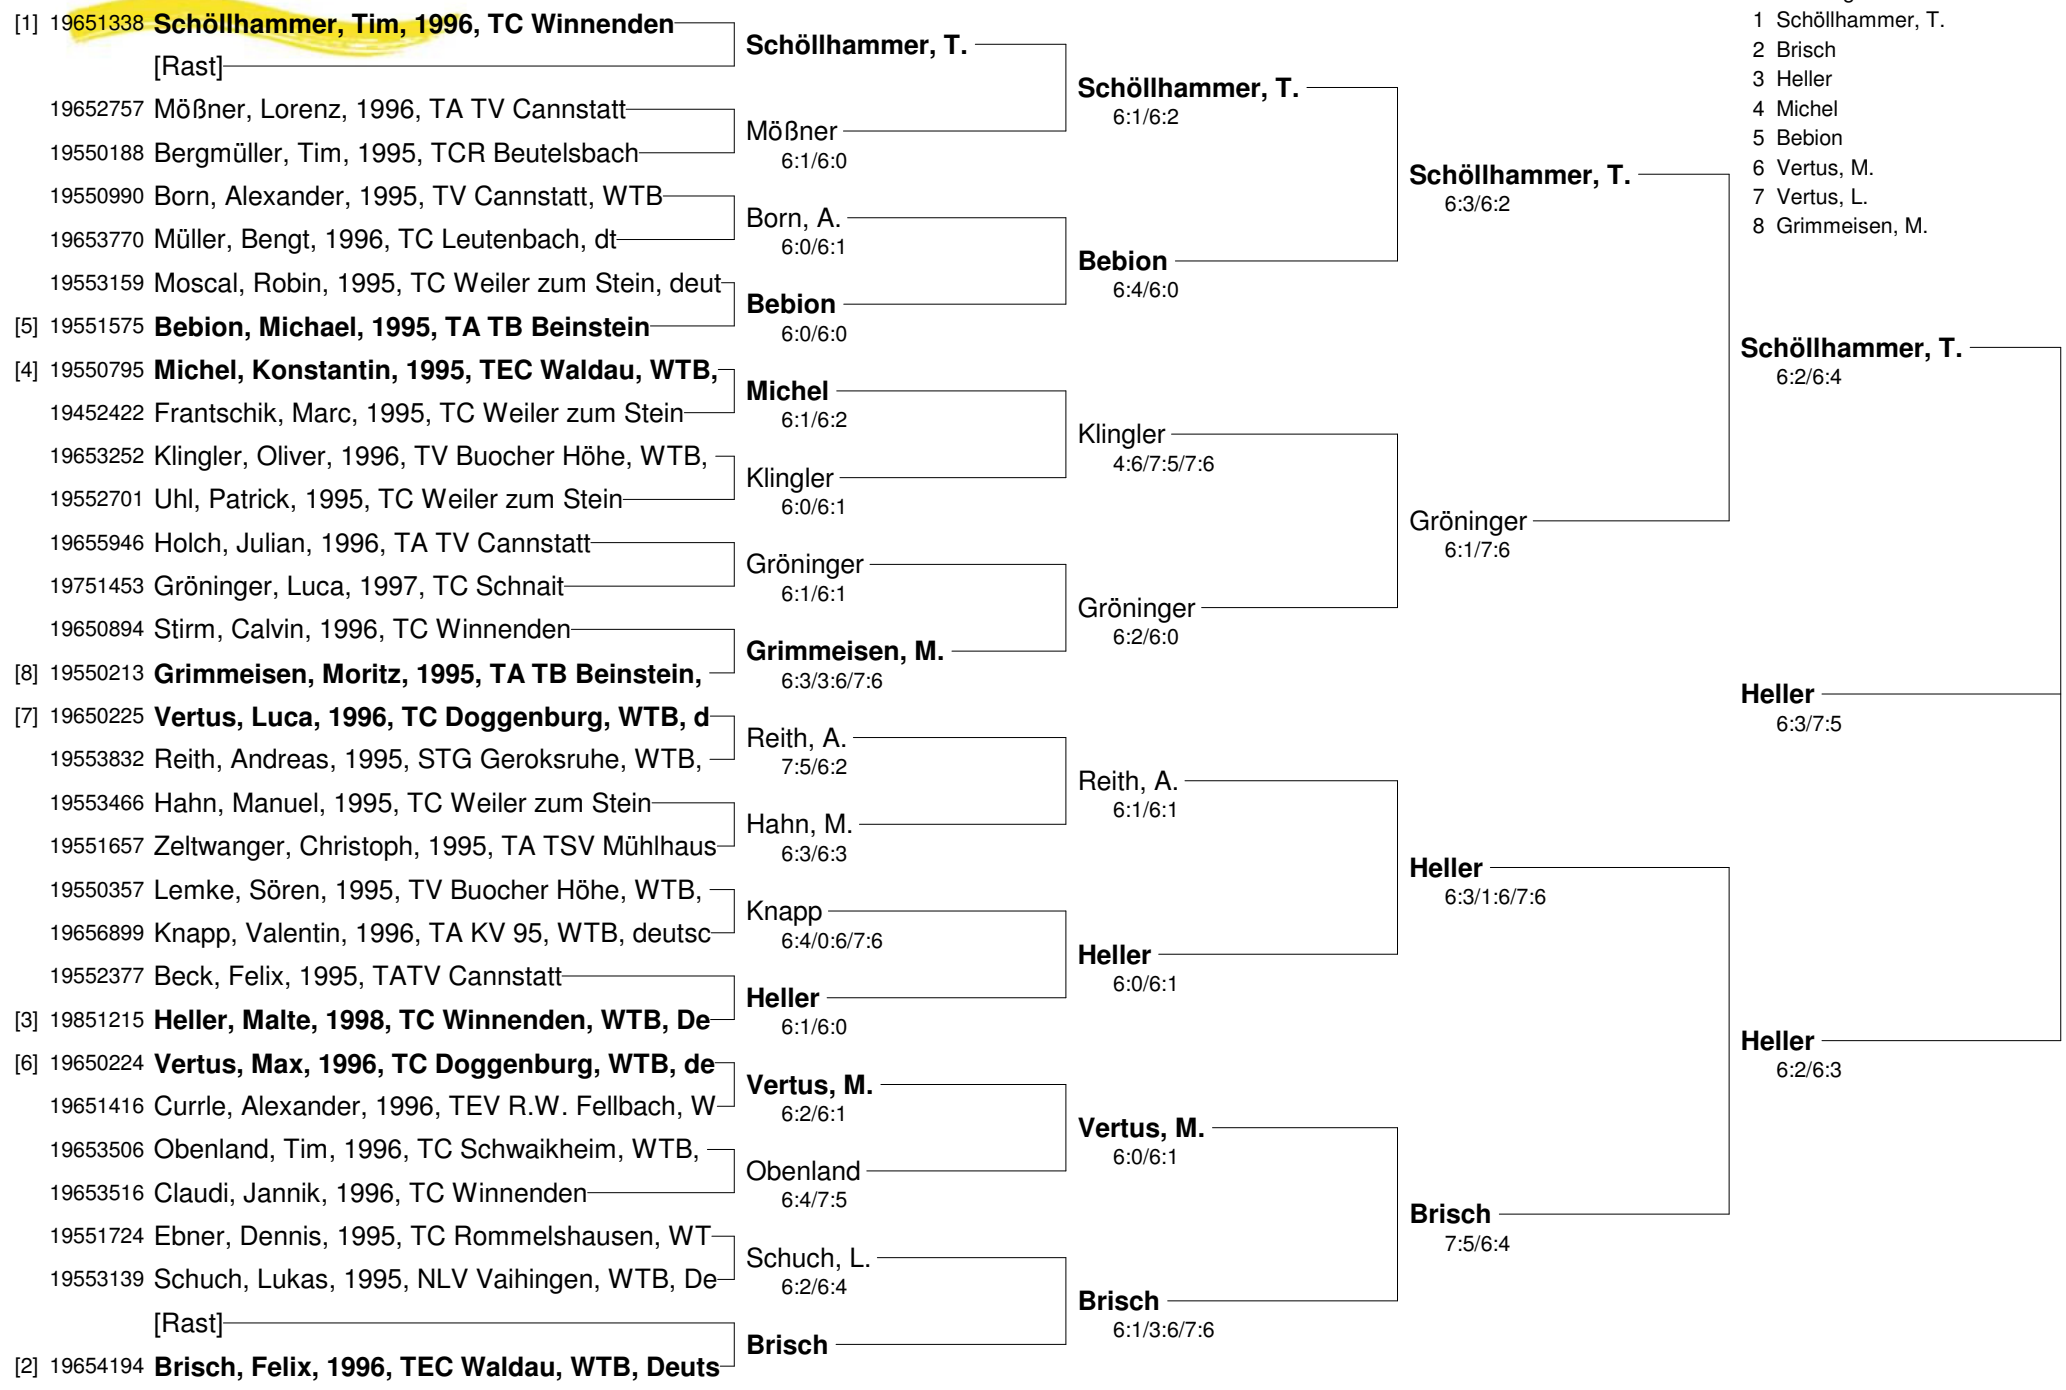 [1] 19651338 Schöllhammer, Tim, 1996, TC Winnenden
[Rast]
19652757 Mößner, Lorenz, 1996, TA TV Cannstatt
19550188 Bergmüller, Tim, 1995, TCR Beutelsbach
19550990 Born, Alexander, 1995, TV Cannstatt, WTB
19653770 Müller, Bengt, 1996, TC Leutenbach, dt
19553159 Moscal, Robin, 1995, TC Weiler zum Stein, deut
[5] 19551575 Bebion, Michael, 1995, TA TB Beinstein
[4] 19550795 Michel, Konstantin, 1995, TEC Waldau, WTB,
19452422 Frantschik, Marc, 1995, TC Weiler zum Stein
19653252 Klingler, Oliver, 1996, TV Buocher Höhe, WTB,
19552701 Uhl, Patrick, 1995, TC Weiler zum Stein
19655946 Holch, Julian, 1996, TA TV Cannstatt
19751453 Gröninger, Luca, 1997, TC Schnait
19650894 Stirm, Calvin, 1996, TC Winnenden
[8] 19550213 Grimmeisen, Moritz, 1995, TA TB Beinstein,
[7] 19650225 Vertus, Luca, 1996, TC Doggenburg, WTB, d
19553832 Reith, Andreas, 1995, STG Geroksruhe, WTB,
19553466 Hahn, Manuel, 1995, TC Weiler zum Stein
19551657 Zeltwanger, Christoph, 1995, TA TSV Mühlhaus
19550357 Lemke, Sören, 1995, TV Buocher Höhe, WTB,
19656899 Knapp, Valentin, 1996, TA KV 95, WTB, deutsc
19552377 Beck, Felix, 1995, TATV Cannstatt
[3] 19851215 Heller, Malte, 1998, TC Winnenden, WTB, De
[6] 19650224 Vertus, Max, 1996, TC Doggenburg, WTB, de
19651416 Currle, Alexander, 1996, TEV R.W. Fellbach, W
19653506 Obenland, Tim, 1996, TC Schwaikheim, WTB,
19653516 Claudi, Jannik, 1996, TC Winnenden
19551724 Ebner, Dennis, 1995, TC Rommelshausen, WT
19553139 Schuch, Lukas, 1995, NLV Vaihingen, WTB, De
[Rast]
[2] 19654194 Brisch, Felix, 1996, TEC Waldau, WTB, Deuts
Schöllhammer, T.
Mößner
6:1/6:0
Born, A.
6:0/6:1
Bebion
6:0/6:0
Michel
6:1/6:2
Klingler
6:0/6:1
Gröninger
6:1/6:1
Grimmeisen, M.
6:3/3:6/7:6
Reith, A.
7:5/6:2
Hahn, M.
6:3/6:3
Knapp
6:4/0:6/7:6
Heller
6:1/6:0
Vertus, M.
6:2/6:1
Obenland
6:4/7:5
Schuch, L.
6:2/6:4
Brisch
Schöllhammer, T.
6:1/6:2
Bebion
6:4/6:0
Klingler
4:6/7:5/7:6
Gröninger
6:2/6:0
Reith, A.
6:1/6:1
Heller
6:0/6:1
Vertus, M.
6:0/6:1
Brisch
6:1/3:6/7:6
Schöllhammer, T.
6:3/6:2
Gröninger
6:1/7:6
Heller
6:3/1:6/7:6
Brisch
7:5/6:4
Schöllhammer, T.
6:2/6:4
Heller
6:3/7:5
Heller
6:2/6:3
1 Schöllhammer, T.
2 Brisch
3 Heller
4 Michel
5 Bebion
6 Vertus, M.
7 Vertus, L.
8 Grimmeisen, M.